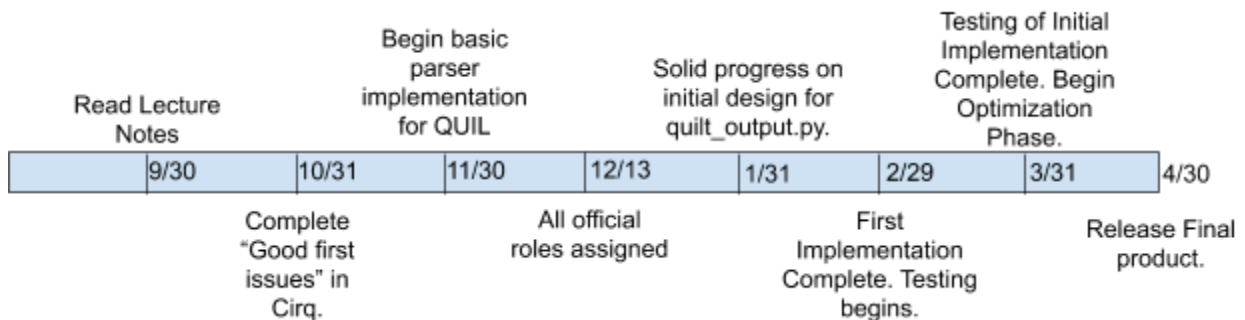 Read Lecture
Notes
Begin basic
parser
implementation
for QUIL
Solid progress on
initial design for
quilt_output.py.
Testing of Initial
Implementation
Complete. Begin
Optimization
Phase.
9/30
10/31
11/30
12/13
1/31
2/29
3/31
4/30
Complete
“Good first
issues” in
Cirq.
All official
roles assigned
First
Implementation
Complete. Testing
begins.
Release Final
product.